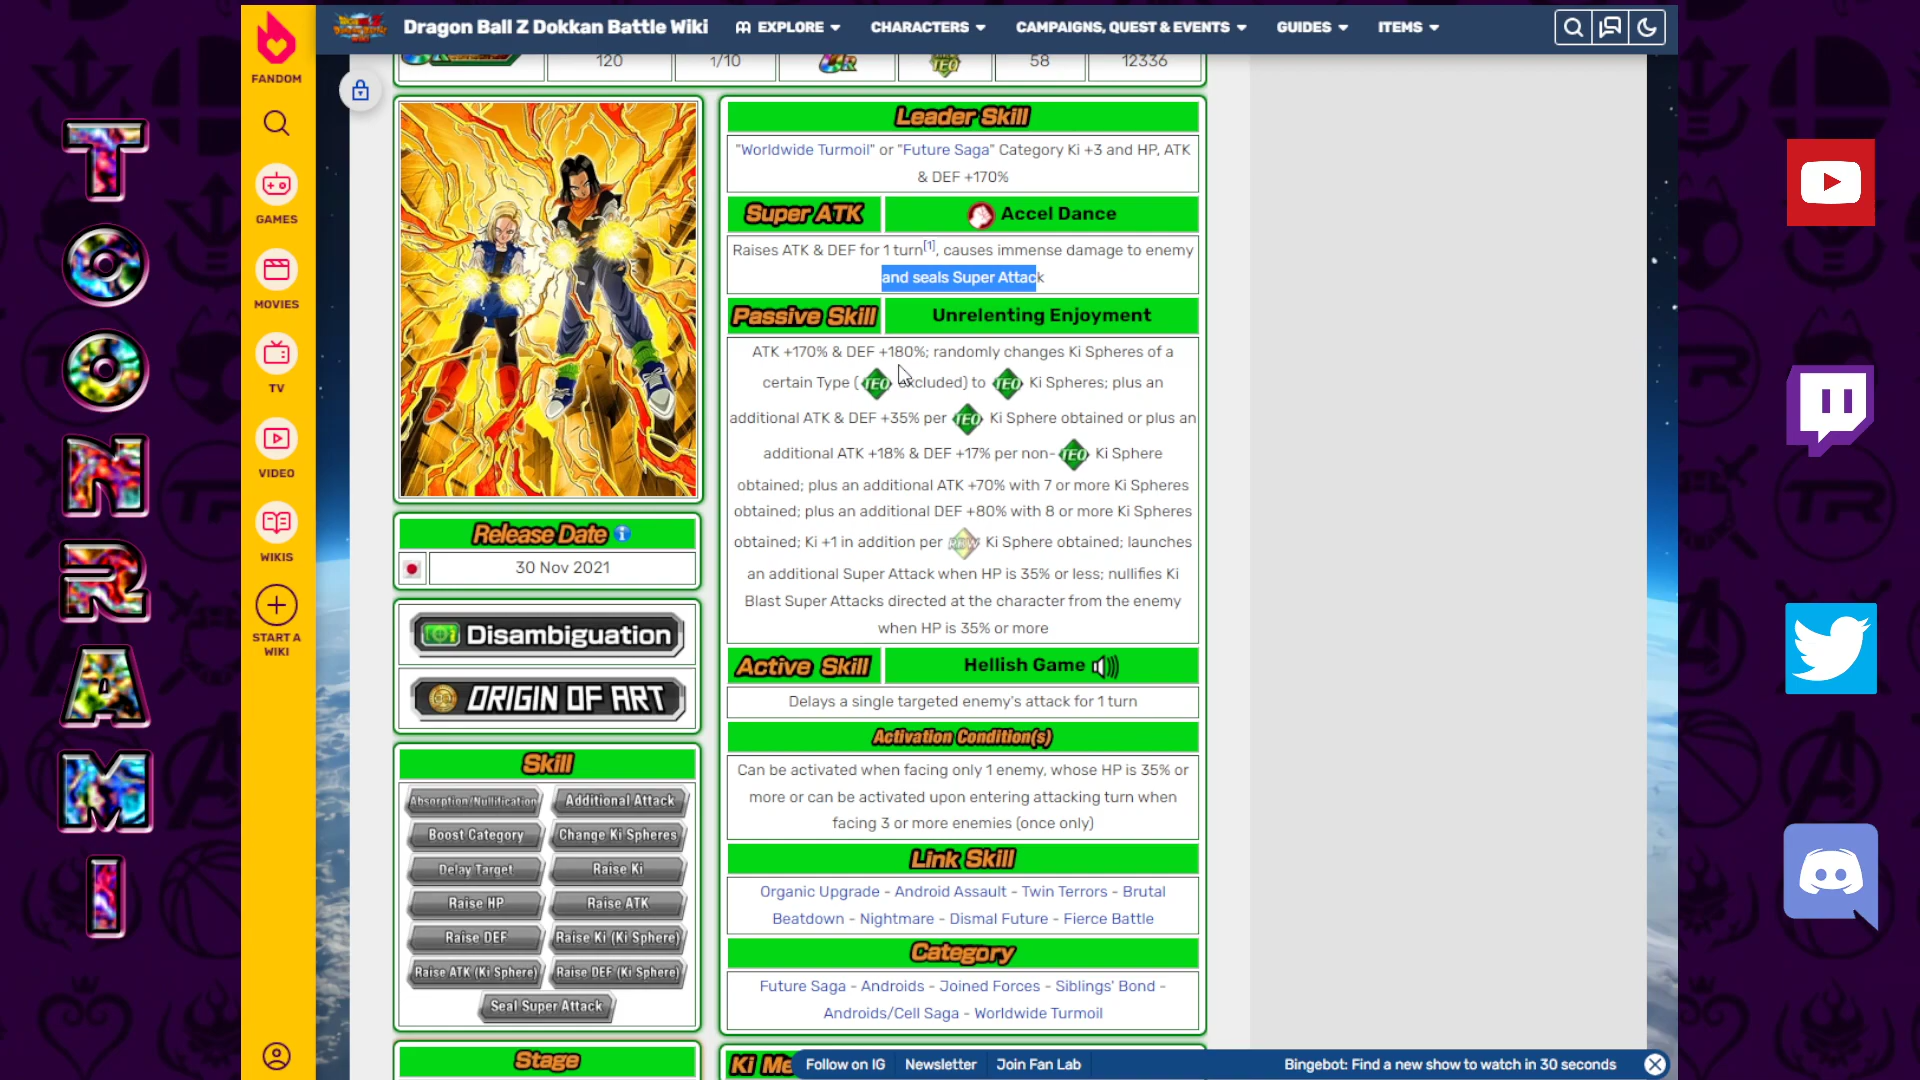 TOONRAMI
FANDOM
GAMES
MOVIES
TV
VIDEO
WIKIS
START A
WIKI
Dragon Ball Z Dokkan Battle Wiki
EXPLORE
CHARACTERS
CAMPAIGNS, QUEST & EVENTS
GUIDES
ITEMS
120
1/10
TEQ
58
12336
Leader Skill
"Worldwide Turmoil" or "Future Saga" Category Ki +3 and HP, ATK
& DEF +170%
Super ATK
Accel Dance
Raises ATK & DEF for 1 turn[1], causes immense damage to enemy
and seals Super Attack
Passive Skill
Unrelenting Enjoyment
ATK +170% & DEF +180%; randomly changes Ki Spheres of a
certain Type (TEQ excluded) to TEQ Ki Spheres; plus an
additional ATK & DEF +35% per TEQ Ki Sphere obtained or plus an
additional ATK +18% & DEF +17% per non-TEQ Ki Sphere
obtained; plus an additional ATK +70% with 7 or more Ki Spheres
obtained; plus an additional DEF +80% with 8 or more Ki Spheres
obtained; Ki +1 in addition per RBW Ki Sphere obtained; launches
an additional Super Attack when HP is 35% or less; nullifies Ki
Blast Super Attacks directed at the character from the enemy
when HP is 35% or more
Active Skill
Hellish Game
Delays a single targeted enemy's attack for 1 turn
Activation Condition(s)
Can be activated when facing only 1 enemy, whose HP is 35% or
more or can be activated upon entering attacking turn when
facing 3 or more enemies (once only)
Link Skill
Organic Upgrade - Android Assault - Twin Terrors - Brutal
Beatdown - Nightmare - Dismal Future - Fierce Battle
Category
Future Saga - Androids - Joined Forces - Siblings' Bond -
Androids/Cell Saga - Worldwide Turmoil
Release Date
30 Nov 2021
Disambiguation
ORIGIN OF ART
Skill
Absorption/Nullification
Additional Attack
Boost Category
Change Ki Spheres
Delay Target
Raise Ki
Raise HP
Raise ATK
Raise DEF
Raise Ki (Ki Sphere)
Raise ATK (Ki Sphere)
Raise DEF (Ki Sphere)
Seal Super Attack
Stage
Ki Me
Follow on IG
Newsletter
Join Fan Lab
Bingebot: Find a new show to watch in 30 seconds